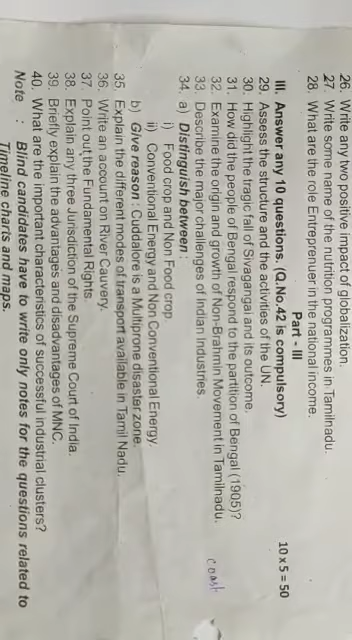 26. Write any two positive impact of globalization.
27. Write some name of the nutrition programmes in Tamilnadu.
28. What are the role Entreprenuer in the national income.
Part - III
III. Answer any 10 questions. (Q.No.42 is compulsory) 10 x 5 = 50
29. Assess the structure and the activities of the UN.
30. Highlight the tragic fall of Sivagangai and its outcome.
31. How did the people of Bengal respond to the partition of Bengal (1905)?
32. Examine the origin and growth of Non-Brahmin Movement in Tamilnadu.
33. Describe the major challenges of Indian Industries.
34. a) Distinguish between :
i) Food crop and Non Food crop
ii) Conventional Energy and Non Conventional Energy.
b) Give reason : Cuddalore is a Multiprone disaster zone.
coast
35. Explain the different modes of transport available in Tamil Nadu.
36. Write an account on River Cauvery.
37. Point out the Fundamental Rights.
38. Explain any three Jurisdiction of the Supreme Court of India.
39. Briefly explain the advantages and disadvantages of MNC.
40. What are the important characteristics of successful industrial clusters?
Note : Blind candidates have to write only notes for the questions related to
Timeline charts and maps.